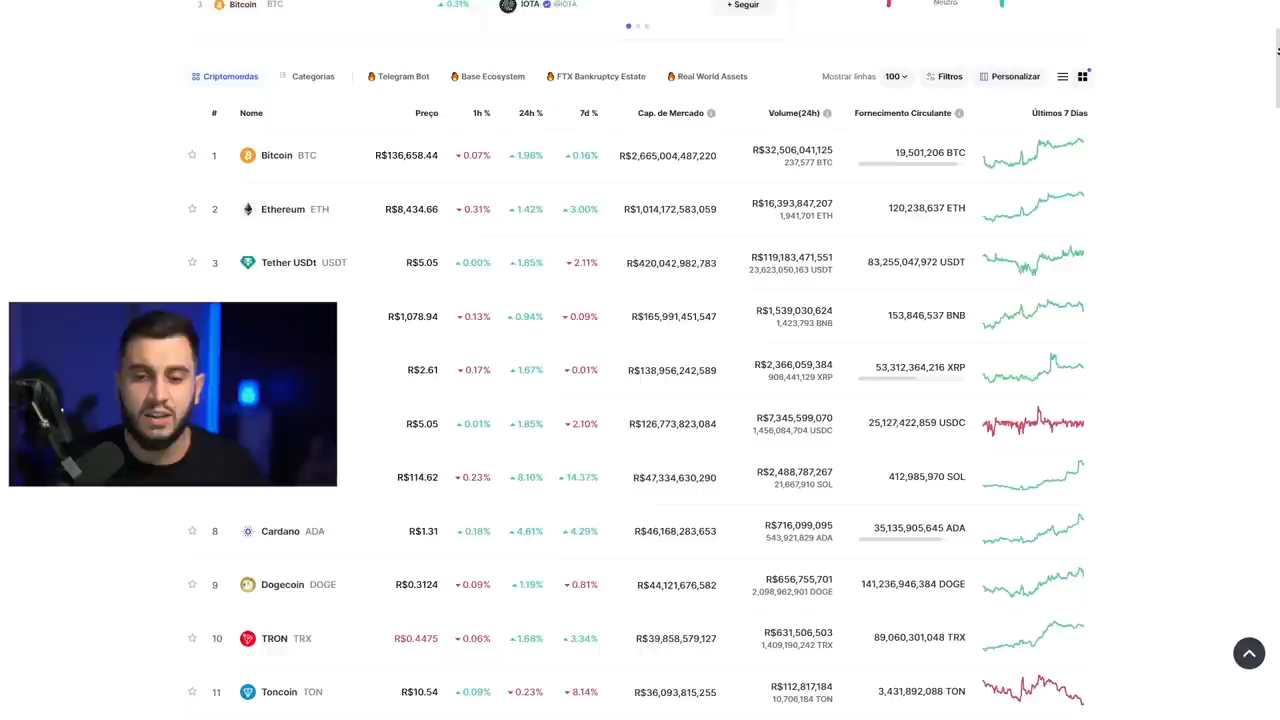 3 Bitcoin BTC 0.31% IOTA @IOTA + Seguir Neutro
Criptomoedas Categorias Telegram Bot Base Ecosystem FTX Bankruptcy Estate Real World Assets Mostrar linhas 100 Filtros Personalizar
# Nome Preço 1h % 24h % 7d % Cap. de Mercado Volume(24h) Fornecimento Circulante Últimos 7 Dias
1 Bitcoin BTC R$136,658.44 0.07% 1.98% 0.16% R$2,665,004,487,220 R$32,506,041,125 19,501,206 BTC
237,577 BTC
2 Ethereum ETH R$8,434.66 0.31% 1.42% 3.00% R$1,014,172,583,059 R$16,393,847,207 120,238,637 ETH
1,941,701 ETH
3 Tether USDt USDT R$5.05 0.00% 1.85% 2.11% R$420,042,982,783 R$119,183,471,551 83,255,047,972 USDT
23,623,050,163 USDT
R$1,078.94 0.13% 0.94% 0.09% R$165,991,451,547 R$1,539,030,624 153,846,537 BNB
1,423,793 BNB
R$2.61 0.17% 1.67% 0.01% R$138,956,242,589 R$2,366,059,384 53,312,364,216 XRP
906,441,129 XRP
R$5.05 0.01% 1.85% 2.10% R$126,773,823,084 R$7,345,599,070 25,127,422,859 USDC
1,456,084,704 USDC
R$114.62 0.23% 8.10% 14.37% R$47,334,630,290 R$2,488,787,267 412,985,970 SOL
21,667,910 SOL
8 Cardano ADA R$1.31 0.18% 4.61% 4.29% R$46,168,283,653 R$716,099,095 35,135,905,645 ADA
543,921,829 ADA
9 Dogecoin DOGE R$0.3124 0.09% 1.19% 0.81% R$44,121,676,582 R$656,755,701 141,236,946,384 DOGE
2,098,962,901 DOGE
10 TRON TRX R$0.4475 0.06% 1.68% 3.34% R$39,858,579,127 R$631,506,503 89,060,301,048 TRX
1,409,190,242 TRX
11 Toncoin TON R$10.54 0.09% 0.23% 8.14% R$36,093,815,255 R$112,817,184 3,431,892,088 TON
10,706,184 TON